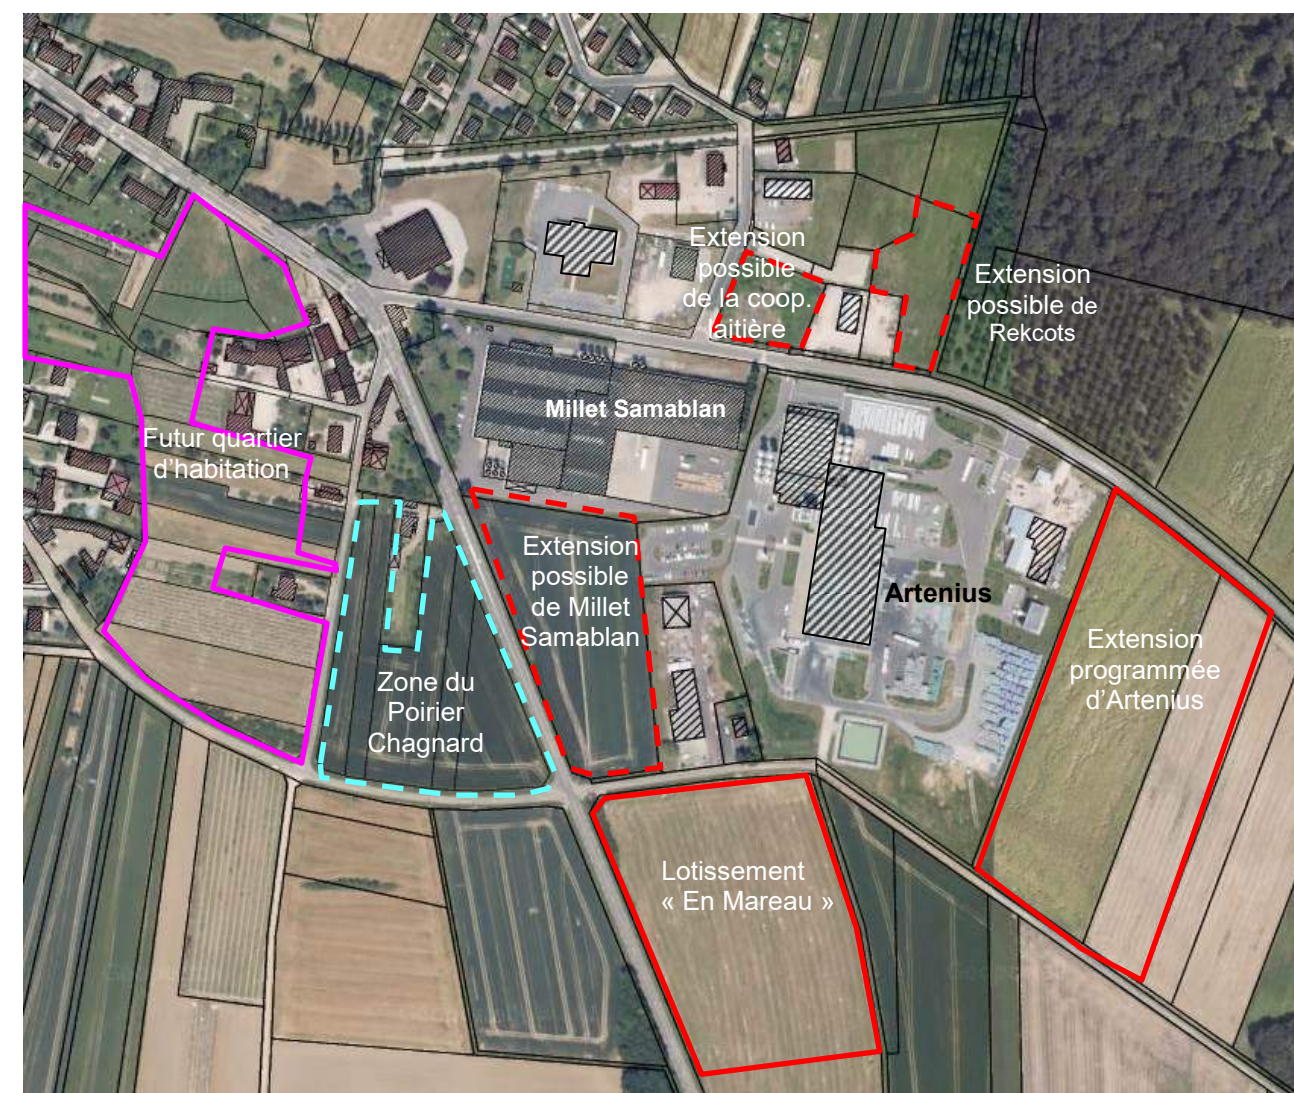 Extension
possible
de la coop.
laitière
Extension
possible de
Rekcots
Millet Samablan
Futur quartier
d'habitation
Extension
possible
de Millet
Samablan
Artenius
Extension
programmée
d'Artenius
Zone du
Poirier
Chagnard
Lotissement
« En Mareau »